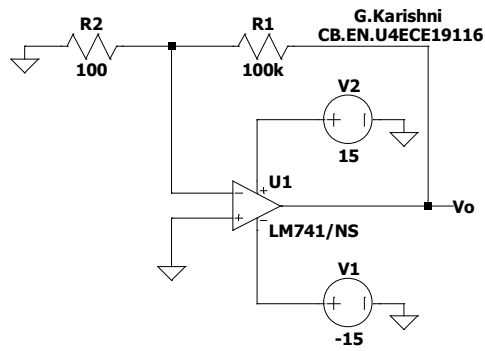 G.Karishni
CB.EN.U4ECE19116
R2
100
R1
100k
V2
15
U1
LM741/NS
Vo
V1
-15